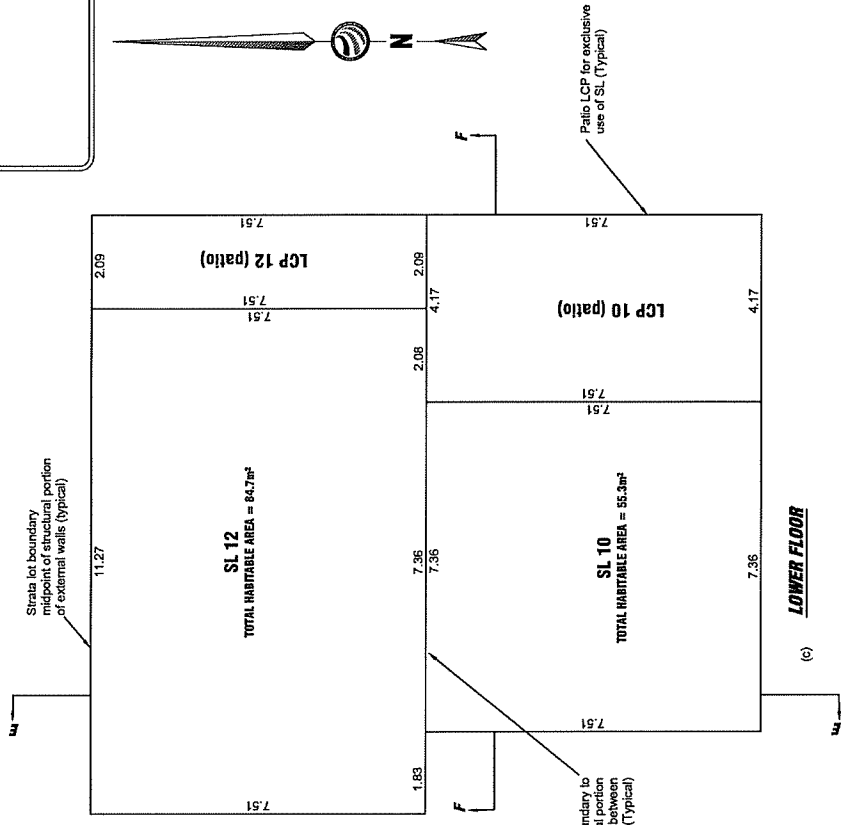 Strata lot boundary
midpoint of structural portion
of external walls (typical)
N
E
F
Patio LCP for exclusive
use of SL (Typical)
11.27
2.09
7.51
SL 12
TOTAL HABITABLE AREA = 84.7m²
7.51
7.51
LCP 12 (patio)
7.51
1.83
7.36
2.08
2.09
7.36
4.17
F
7.51
SL 10
TOTAL HABITABLE AREA = 55.3m²
7.51
7.51
LCP 10 (patio)
7.51
7.36
4.17
to
portion
between
(Typical)
E
(c)
LOWER FLOOR